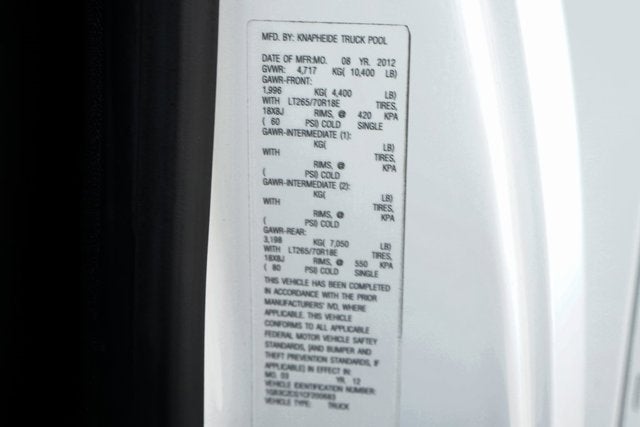 MFD. BY: KNAPHEIDE TRUCK POOL
DATE OF MFR:MO. 08 YR. 2012
GVWR: 4,717 KG( 10,400 LB)
GAWR-FRONT:
1,996 KG( 4,400 LB)
WITH LT265/70R18E TIRES,
18X8J RIMS, @ 420 KPA
( 60 PSI) COLD SINGLE
GAWR-INTERMEDIATE (1):
KG( LB)
WITH TIRES,
RIMS, @ KPA
( PSI) COLD
GAWR-INTERMEDIATE (2):
KG( LB)
WITH TIRES,
RIMS, @ KPA
( PSI) COLD
GAWR-REAR:
3,198 KG( 7,050 LB)
WITH LT265/70R18E TIRES,
18X8J RIMS, @ 550 KPA
( 80 PSI) COLD SINGLE
THIS VEHICLE HAS BEEN COMPLETED
IN ACCORDANCE WITH THE PRIOR
MANUFACTURERS' IVD, WHERE
APPLICABLE. THIS VEHICLE
CONFORMS TO ALL APPLICABLE
FEDERAL MOTOR VEHICLE SAFTEY
STANDARDS, (AND BUMPER AND
THEFT PREVENTION STANDARDS, IF
APPLICABLE) IN EFFECT IN:
MO. 03 YR. 12
VEHICLE IDENTIFICATION NUMBER:
VEHICLE TYPE: TRUCK